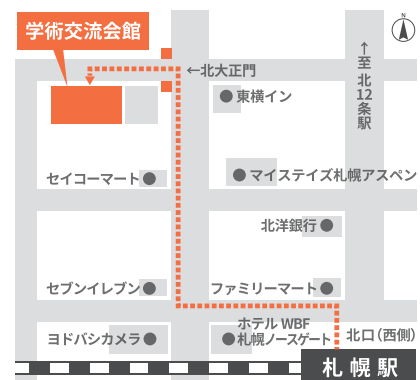 学術交流会館
N
←北大正門
←至 北12条駅
東横イン
セイコーマート
マイステイズ札幌アスペン
北洋銀行
セブンイレブン
ファミリーマート
ヨドバシカメラ
ホテル WBF
札幌ノースゲート
北口(西側)
札幌駅